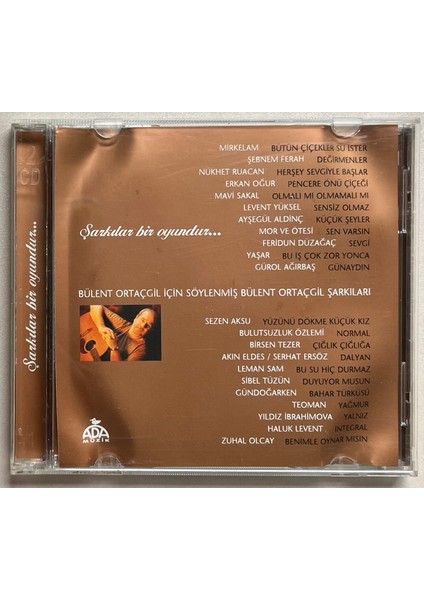 MİRKELAM BÜTÜN ÇİÇEKLER SU İSTER
ŞEBNEM FERAH DEĞİRMENLER
NÜKHET RUACAN HERŞEY SEVGİYLE BAŞLAR
ERKAN OĞUR PENCERE ÖNÜ ÇİÇEĞİ
MAVİ SAKAL OLMALI MI OLMAMALI MI
LEVENT YÜKSEL SENSİZ OLMAZ
AYŞEGÜL ALDİNÇ KÜÇÜK ŞEYLER
MOR VE ÖTESİ SEN VARSIN
FERİDUN DÜZAĞAÇ SEVGİ
YAŞAR BU İŞ ÇOK ZOR YONCA
GÜROL AĞIRBAŞ GÜNAYDIN
Şarkılar bir oyundur...
BÜLENT ORTAÇGİL İÇİN SÖYLENMİŞ BÜLENT ORTAÇGİL ŞARKILARI
SEZEN AKSU YÜZÜNÜ DÖKME KÜÇÜK KIZ
BULUTSUZLUK ÖZLEMİ NORMAL
BİRSEN TEZER ÇIĞLIK ÇIĞLIĞA
AKIN ELDES / SERHAT ERSÖZ DALYAN
LEMAN SAM BU SU HİÇ DURMAZ
SİBEL TÜZÜN DUYUYOR MUSUN
GÜNDOĞARKEN BAHAR TÜRKÜSÜ
TEOMAN YAĞMUR
YILDIZ İBRAHİMOVA YALNIZ
HALUK LEVENT İNTEGRAL
ZUHAL OLCAY BENİMLE OYNAR MISIN
ADA
MÜZİK
Şarkılar bir oyundur...
2
CD